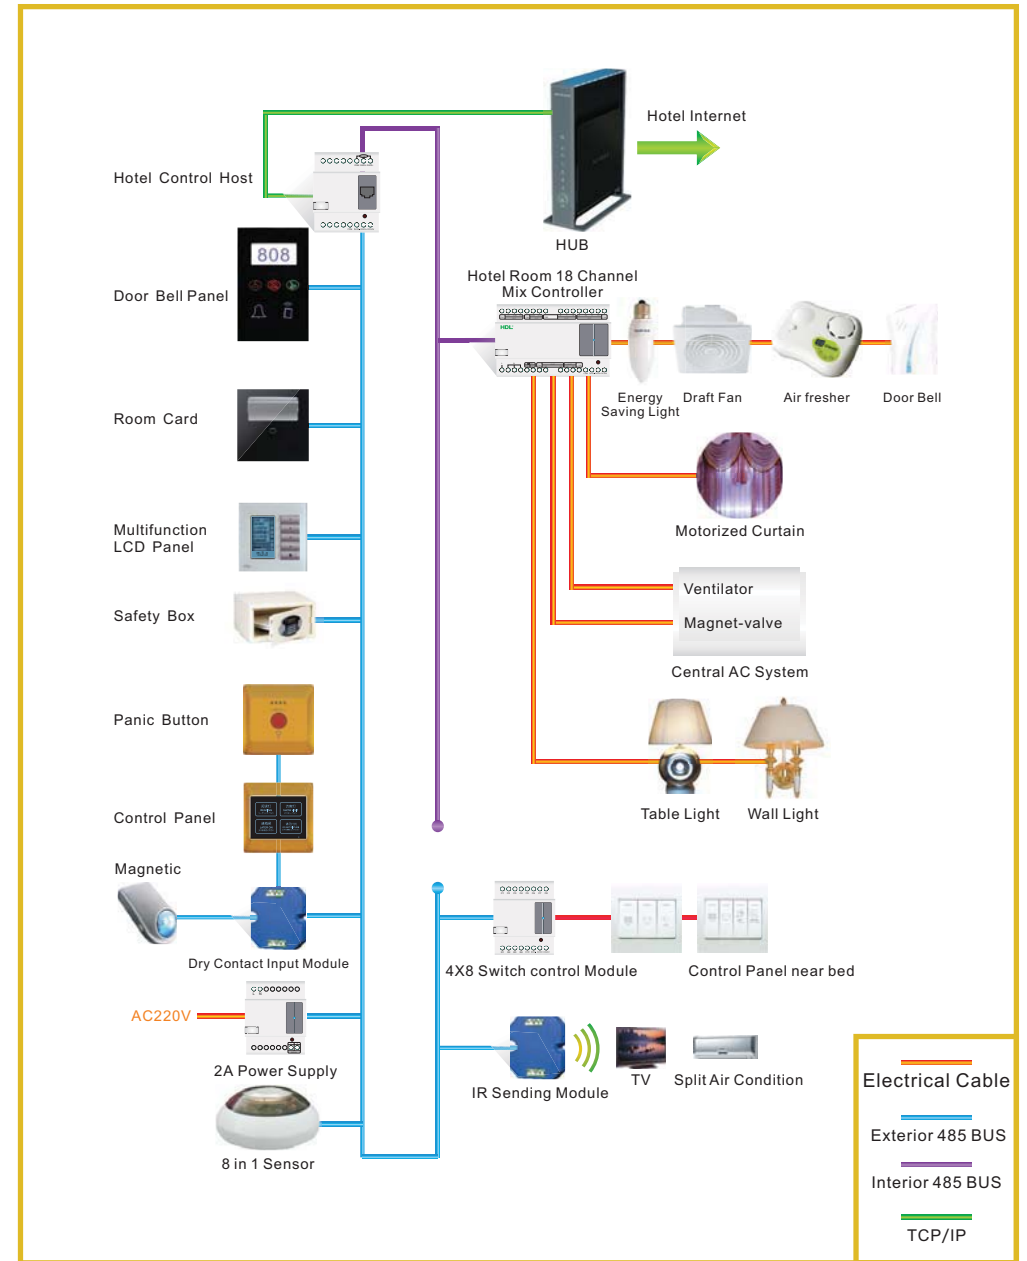 Hotel Internet
Hotel Control Host
HUB
808
Door Bell Panel
Hotel Room 18 Channel
Mix Controller
HDL
Energy
Saving Light
Draft Fan
Air fresher
Door Bell
Room Card
Motorized Curtain
Multifunction
LCD Panel
Ventilator
Safety Box
Magnet-valve
Central AC System
Panic Button
Table Light
Wall Light
Control Panel
Magnetic
Dry Contact Input Module
4X8 Switch control Module
Control Panel near bed
AC220V
2A Power Supply
IR Sending Module
TV
Split Air Condition
8 in 1 Sensor
Electrical Cable
Exterior 485 BUS
Interior 485 BUS
TCP/IP